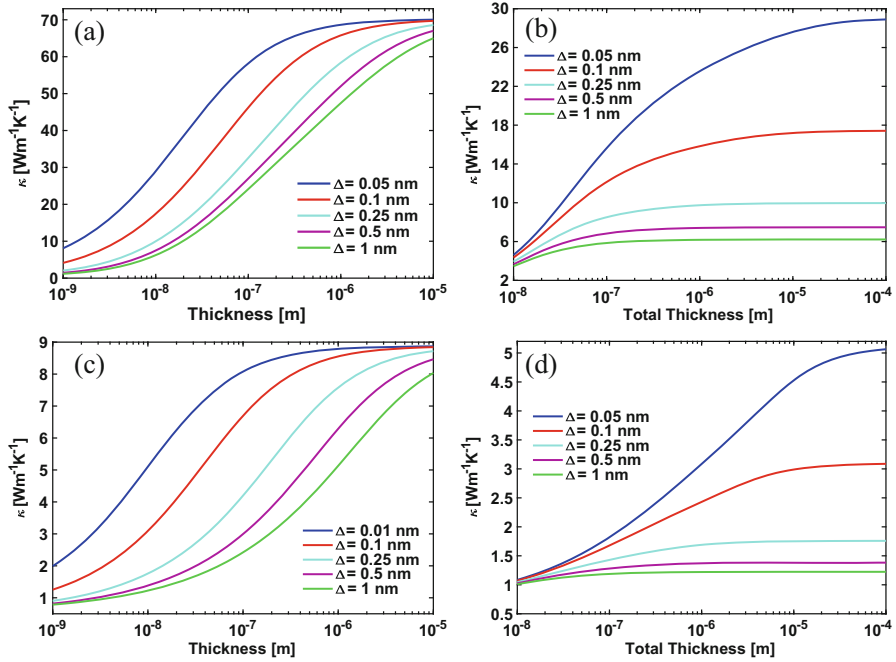 (a)
κ [Wm⁻¹K⁻¹]
70
60
50
40
30
20
10
0
Δ= 0.05 nm
Δ= 0.1 nm
Δ= 0.25 nm
Δ= 0.5 nm
Δ= 1 nm
10⁻⁹ 10⁻⁸ 10⁻⁷ 10⁻⁶ 10⁻⁵
Thickness [m]
(b)
κ [Wm⁻¹K⁻¹]
30
26
22
18
14
10
6
2
Δ= 0.05 nm
Δ= 0.1 nm
Δ= 0.25 nm
Δ= 0.5 nm
Δ= 1 nm
10⁻⁸ 10⁻⁷ 10⁻⁶ 10⁻⁵ 10⁻⁴
Total Thickness [m]
(c)
κ [Wm⁻¹K⁻¹]
9
8
7
6
5
4
3
2
1
Δ= 0.01 nm
Δ= 0.1 nm
Δ= 0.25 nm
Δ= 0.5 nm
Δ= 1 nm
10⁻⁹ 10⁻⁸ 10⁻⁷ 10⁻⁶ 10⁻⁵
Thickness [m]
(d)
κ [Wm⁻¹K⁻¹]
5
4.5
4
3.5
3
2.5
2
1.5
1
0.5
Δ= 0.05 nm
Δ= 0.1 nm
Δ= 0.25 nm
Δ= 0.5 nm
Δ= 1 nm
10⁻⁸ 10⁻⁷ 10⁻⁶ 10⁻⁵ 10⁻⁴
Total Thickness [m]